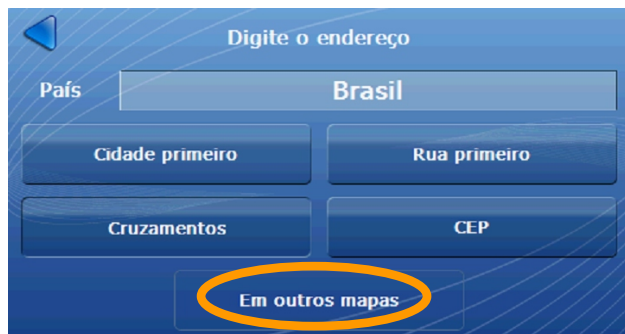 Digite o endereço
País Brasil
Cidade primeiro Rua primeiro
Cruzamentos CEP
Em outros mapas